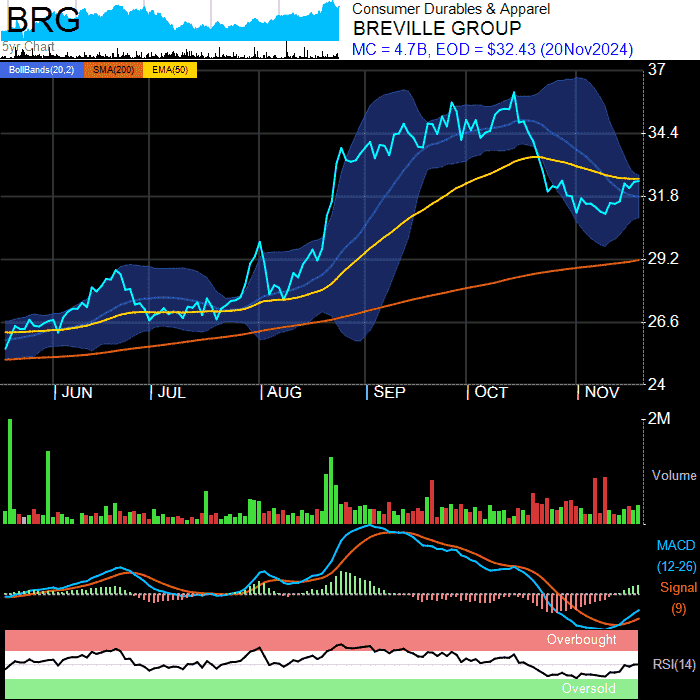 BRG
5yr Chart
Consumer Durables & Apparel
BREVILLE GROUP
MC = 4.7B, EOD = $32.43 (20Nov2024)
BollBands(20,2) SMA(200) EMA(50)
37
34.4
31.8
29.2
26.6
24
JUN JUL AUG SEP OCT NOV
2M
Volume
MACD
(12-26)
Signal
(9)
Overbought
RSI(14)
Oversold